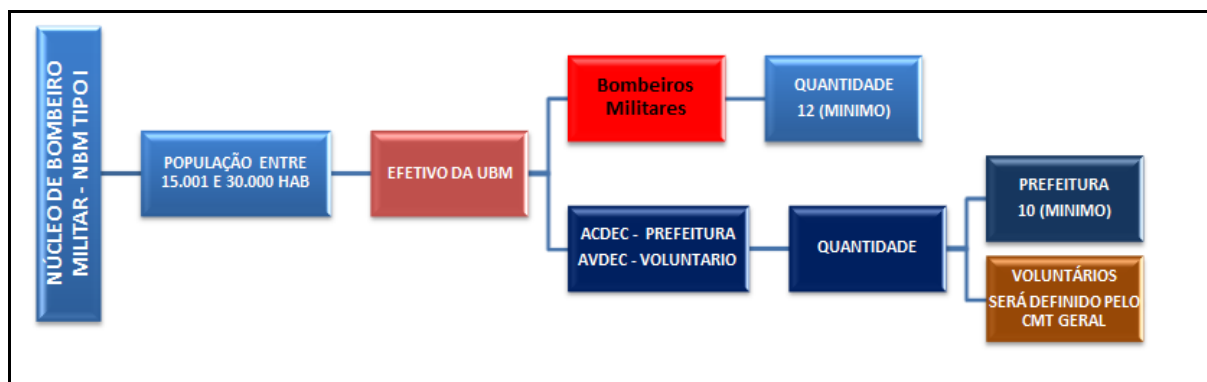 NÚCLEO DE BOMBEIRO
MILITAR - NBM TIPO I
POPULAÇÃO ENTRE
15.001 E 30.000 HAB
EFETIVO DA UBM
Bombeiros
Militares
QUANTIDADE
12 (MINIMO)
ACDEC - PREFEITURA
AVDEC - VOLUNTARIO
QUANTIDADE
PREFEITURA
10 (MINIMO)
VOLUNTÁRIOS
SERÁ DEFINIDO PELO
CMT GERAL